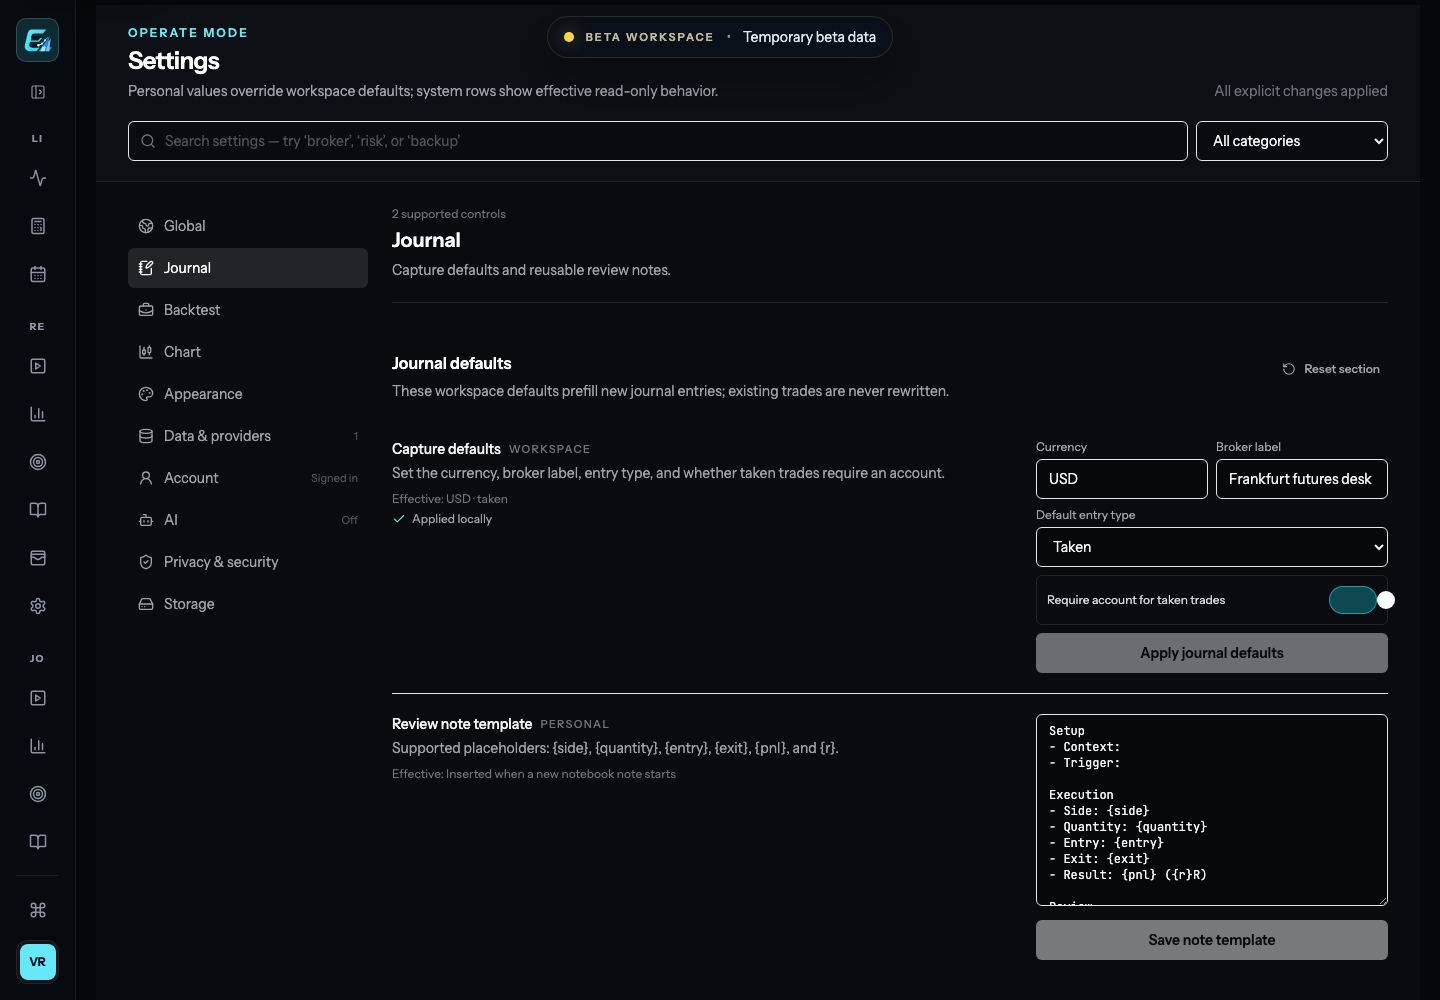 LI
RE
JO
VR
OPERATE MODE
Settings
Personal values override workspace defaults; system rows show effective read-only behavior.
BETA WORKSPACE · Temporary beta data
All explicit changes applied
Search settings — try ‘broker’, ‘risk’, or ‘backup’
All categories
Global
Journal
Backtest
Chart
Appearance
Data & providers 1
Account Signed in
AI Off
Privacy & security
Storage
2 supported controls
Journal
Capture defaults and reusable review notes.
Journal defaults
These workspace defaults prefill new journal entries; existing trades are never rewritten.
Reset section
Capture defaults WORKSPACE
Set the currency, broker label, entry type, and whether taken trades require an account.
Effective: USD · taken
Applied locally
Currency
USD
Broker label
Frankfurt futures desk
Default entry type
Taken
Require account for taken trades
Apply journal defaults
Review note template PERSONAL
Supported placeholders: {side}, {quantity}, {entry}, {exit}, {pnl}, and {r}.
Effective: Inserted when a new notebook note starts
Setup
- Context:
- Trigger:
Execution
- Side: {side}
- Quantity: {quantity}
- Entry: {entry}
- Exit: {exit}
- Result: {pnl} ({r}R)
Review
Save note template